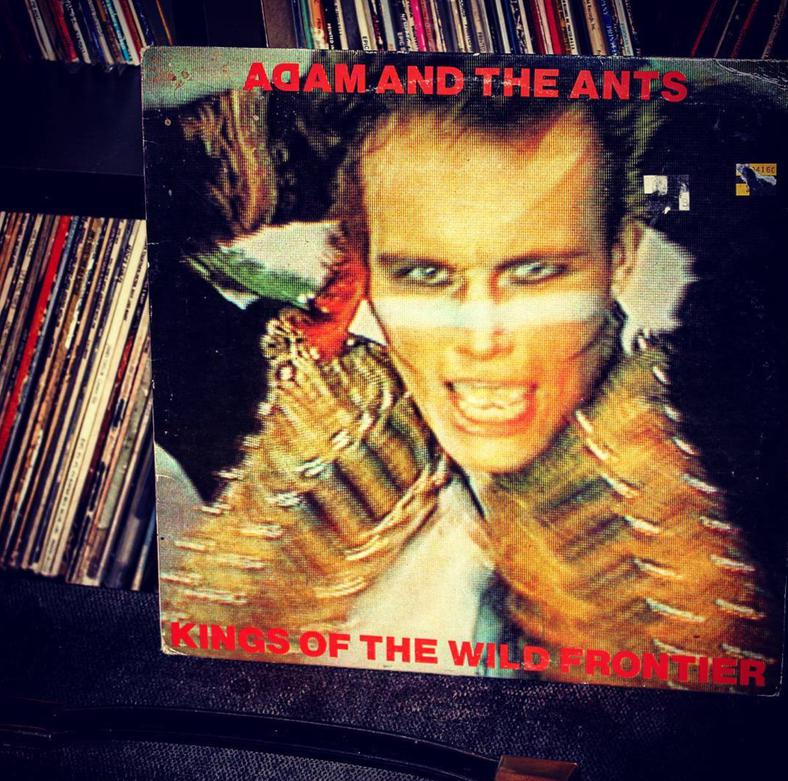 ADAM AND THE ANTS
KINGS OF THE WILD FRONTIER